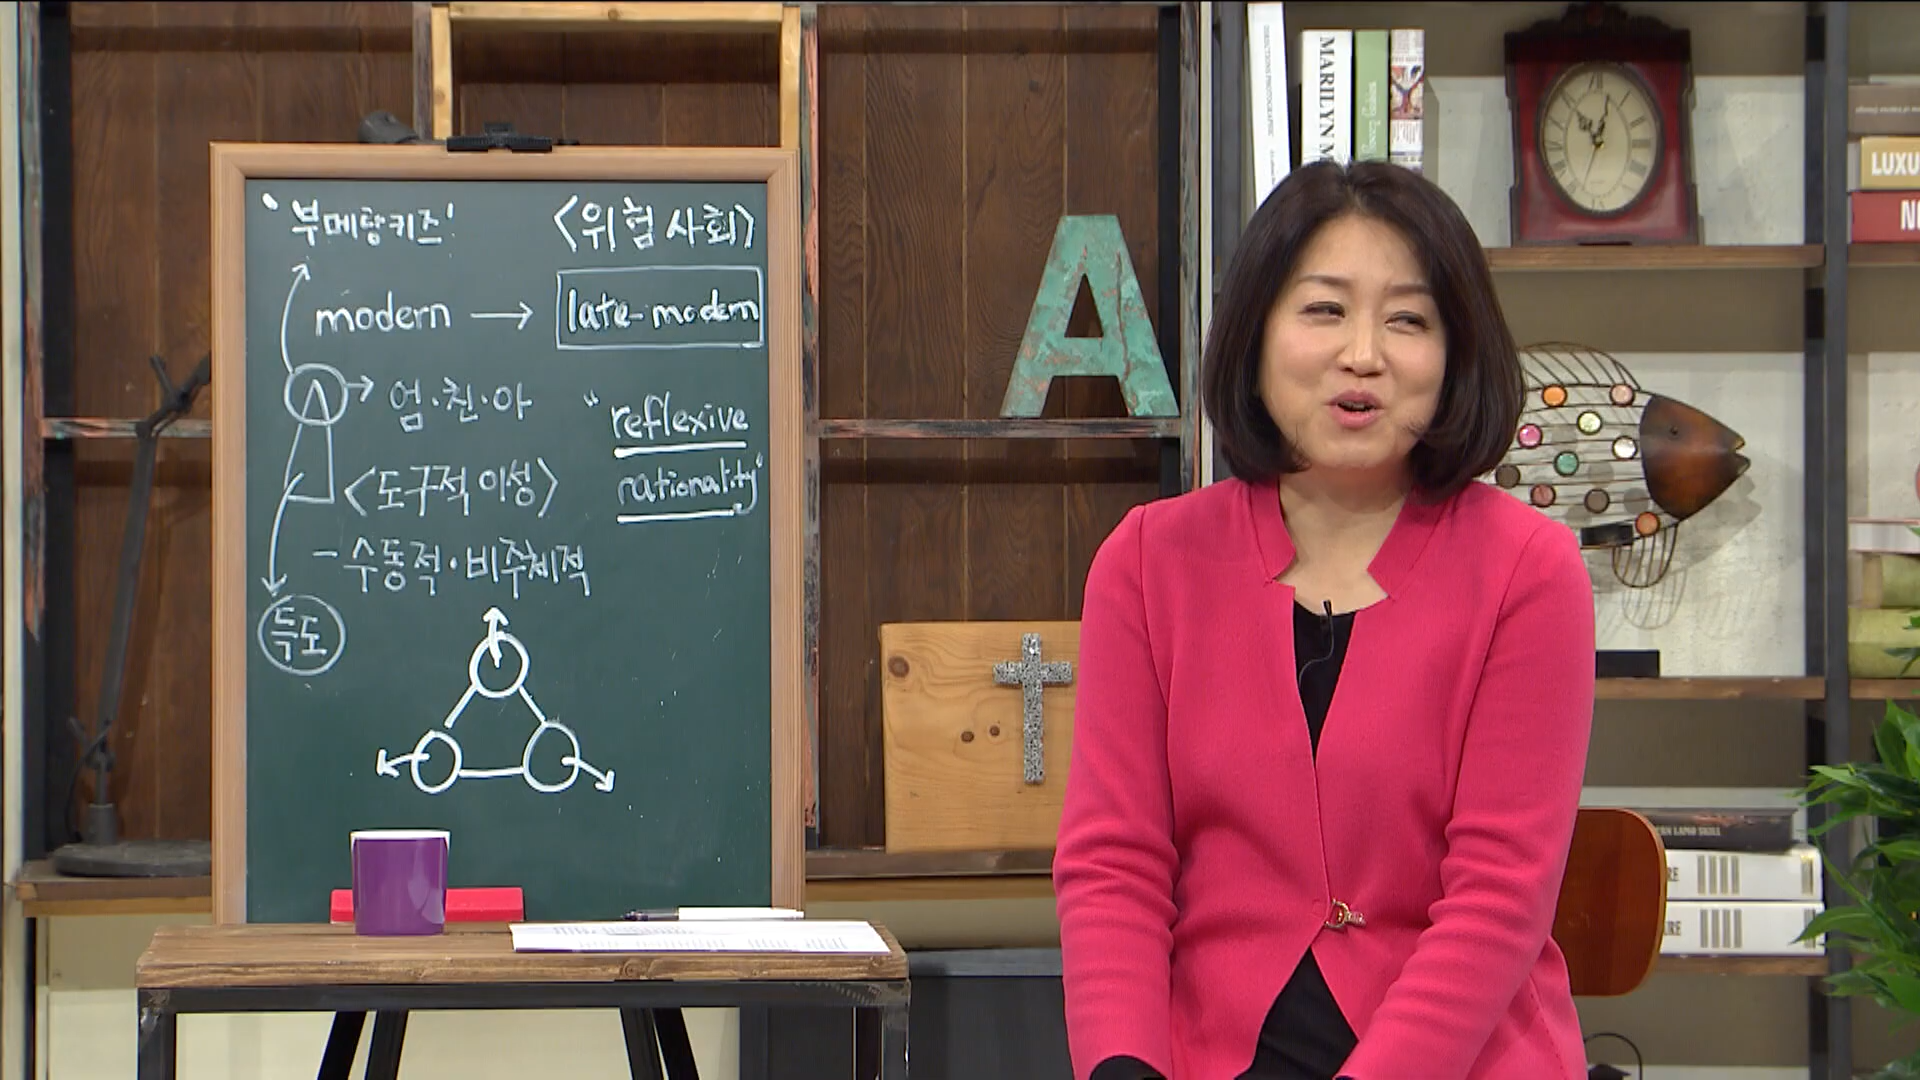 '부메랑키즈'
<위험사회>
modern → late-modern
A → 엄·친·아
"reflexive
rationality"
<도구적 이성>
- 수동적·비주체적
득도
A
MARILYN M
LUXU